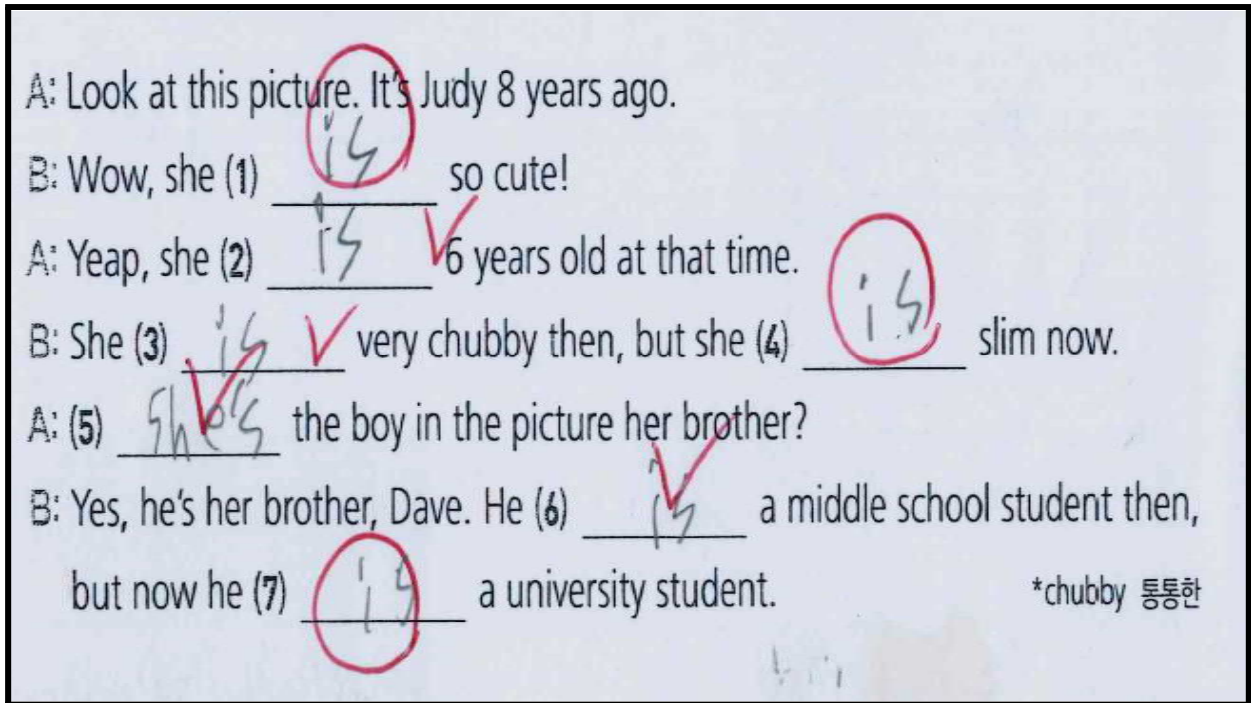 A: Look at this picture. It's Judy 8 years ago.
B: Wow, she (1) is so cute!
A: Yeap, she (2) is 6 years old at that time.
B: She (3) is very chubby then, but she (4) is slim now.
A: (5) she's the boy in the picture her brother?
B: Yes, he's her brother, Dave. He (6) is a middle school student then,
but now he (7) is a university student. *chubby 통통한